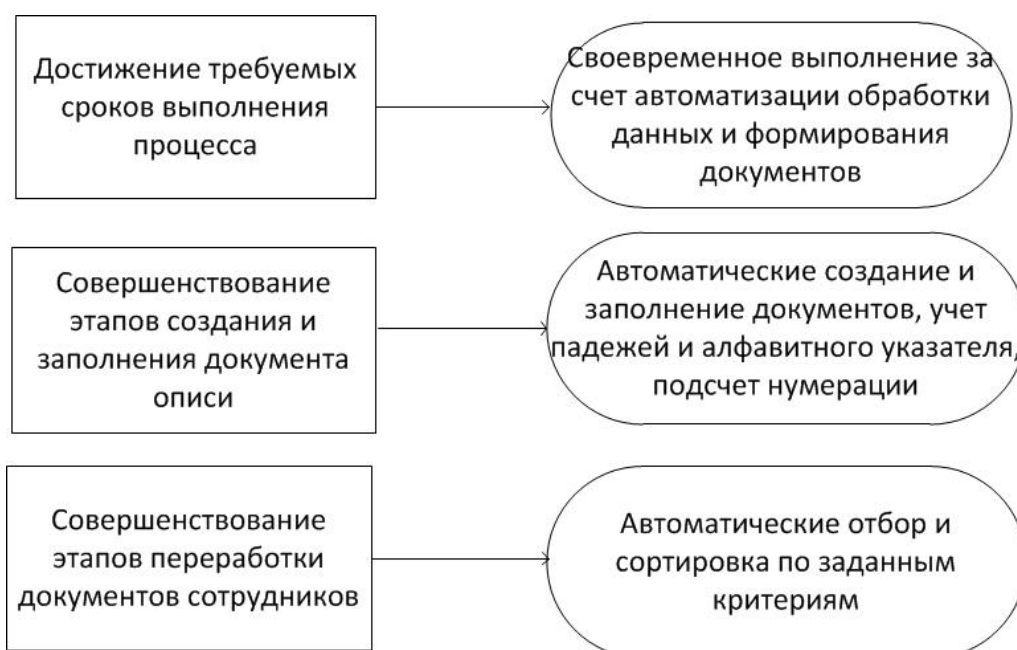 Достижение требуемых
сроков выполнения
процесса
Своевременное выполнение за
счет автоматизации обработки
данных и формирования
документов
Совершенствование
этапов создания и
заполнения документа
описи
Автоматические создание и
заполнение документов, учет
падежей и алфавитного указателя,
подсчет нумерации
Совершенствование
этапов переработки
документов сотрудников
Автоматические отбор и
сортировка по заданным
критериям